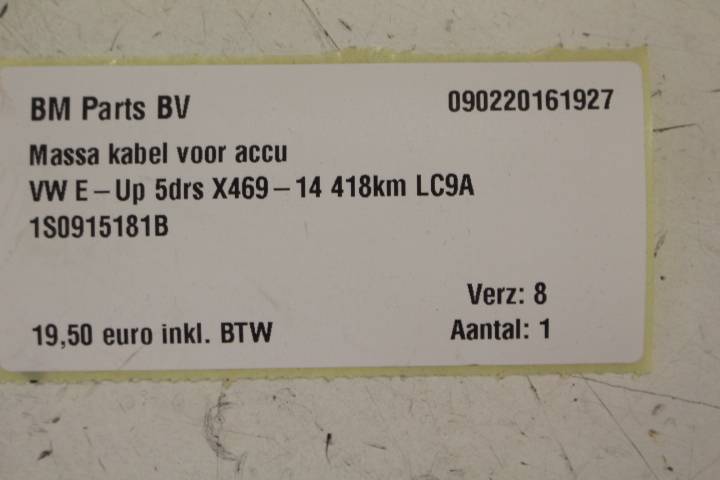 BM Parts BV 090220161927
Massa kabel voor accu
VW E-Up 5drs X469-14 418km LC9A
1S0915181B
Verz: 8
19,50 euro inkl. BTW Aantal: 1